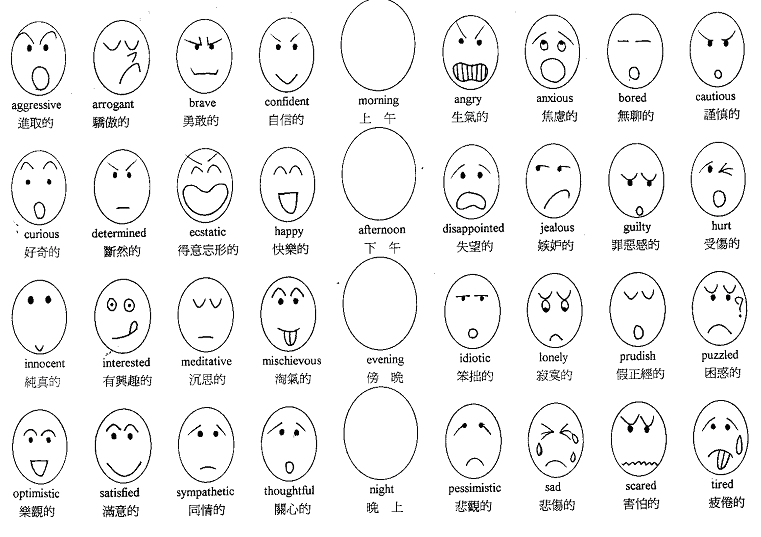 aggressive arrogant brave confident morning angry anxious bored cautious
進取的 驕傲的 勇敢的 自信的 上 午 生氣的 焦慮的 無聊的 謹慎的
curious determined ecstatic happy afternoon disappointed jealous guilty hurt
好奇的 斷然的 得意忘形的 快樂的 下 午 失望的 嫉妒的 罪惡感的 受傷的
innocent interested meditative mischievous evening idiotic lonely prudish puzzled
純真的 有興趣的 沉思的 淘氣的 傍 晚 笨拙的 寂寞的 假正經的 困惑的
optimistic satisfied sympathetic thoughtful night pessimistic sad scared tired
樂觀的 滿意的 同情的 關心的 晚 上 悲觀的 悲傷的 害怕的 疲倦的